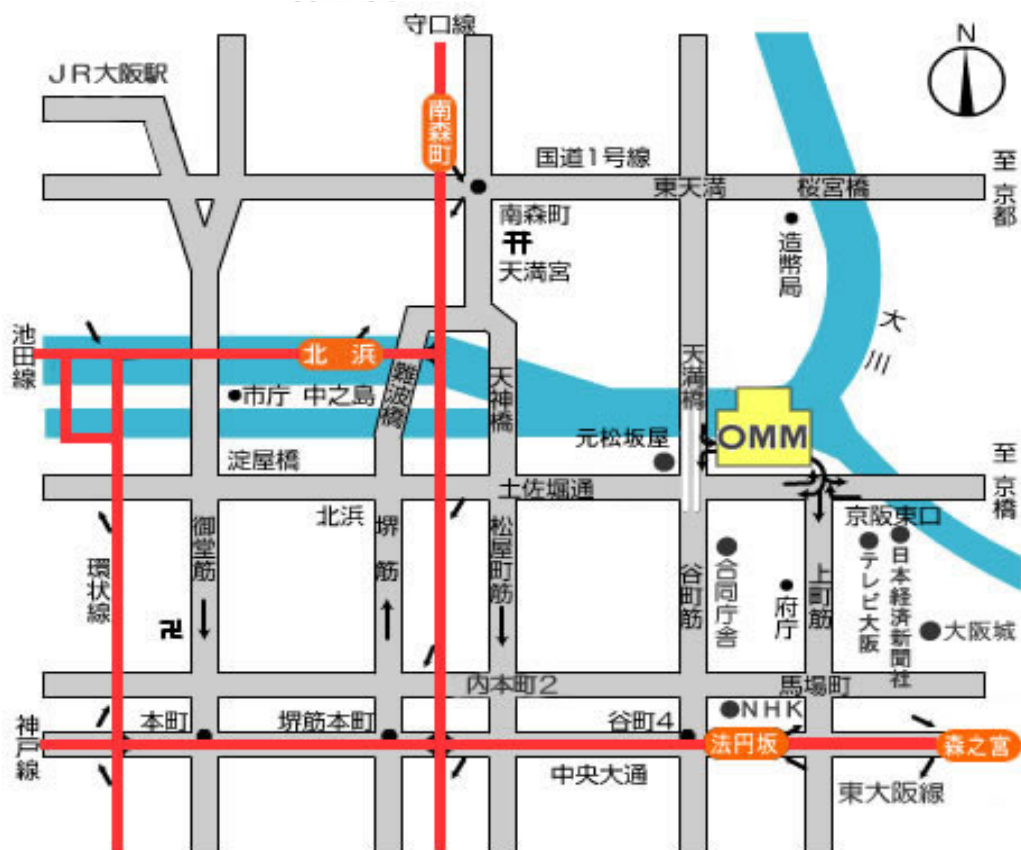 守口線
N
JR大阪駅
南森町
国道1号線
至京都
東天満
桜宮橋
南森町
天満宮
造幣局
大川
池田線
北浜
難波橋
天神橋
天満橋
市庁 中之島
OMM
元松坂屋
淀屋橋
土佐堀通
至京橋
北浜
京阪東口
御堂筋
堺筋
松屋町筋
環状線
谷町筋
合同庁舎
府庁
上町筋
テレビ大阪
日本経済新聞社
大阪城
内本町2
馬場町
NHK
神戸線
本町
堺筋本町
谷町4
法円坂
森之宮
中央大通
東大阪線